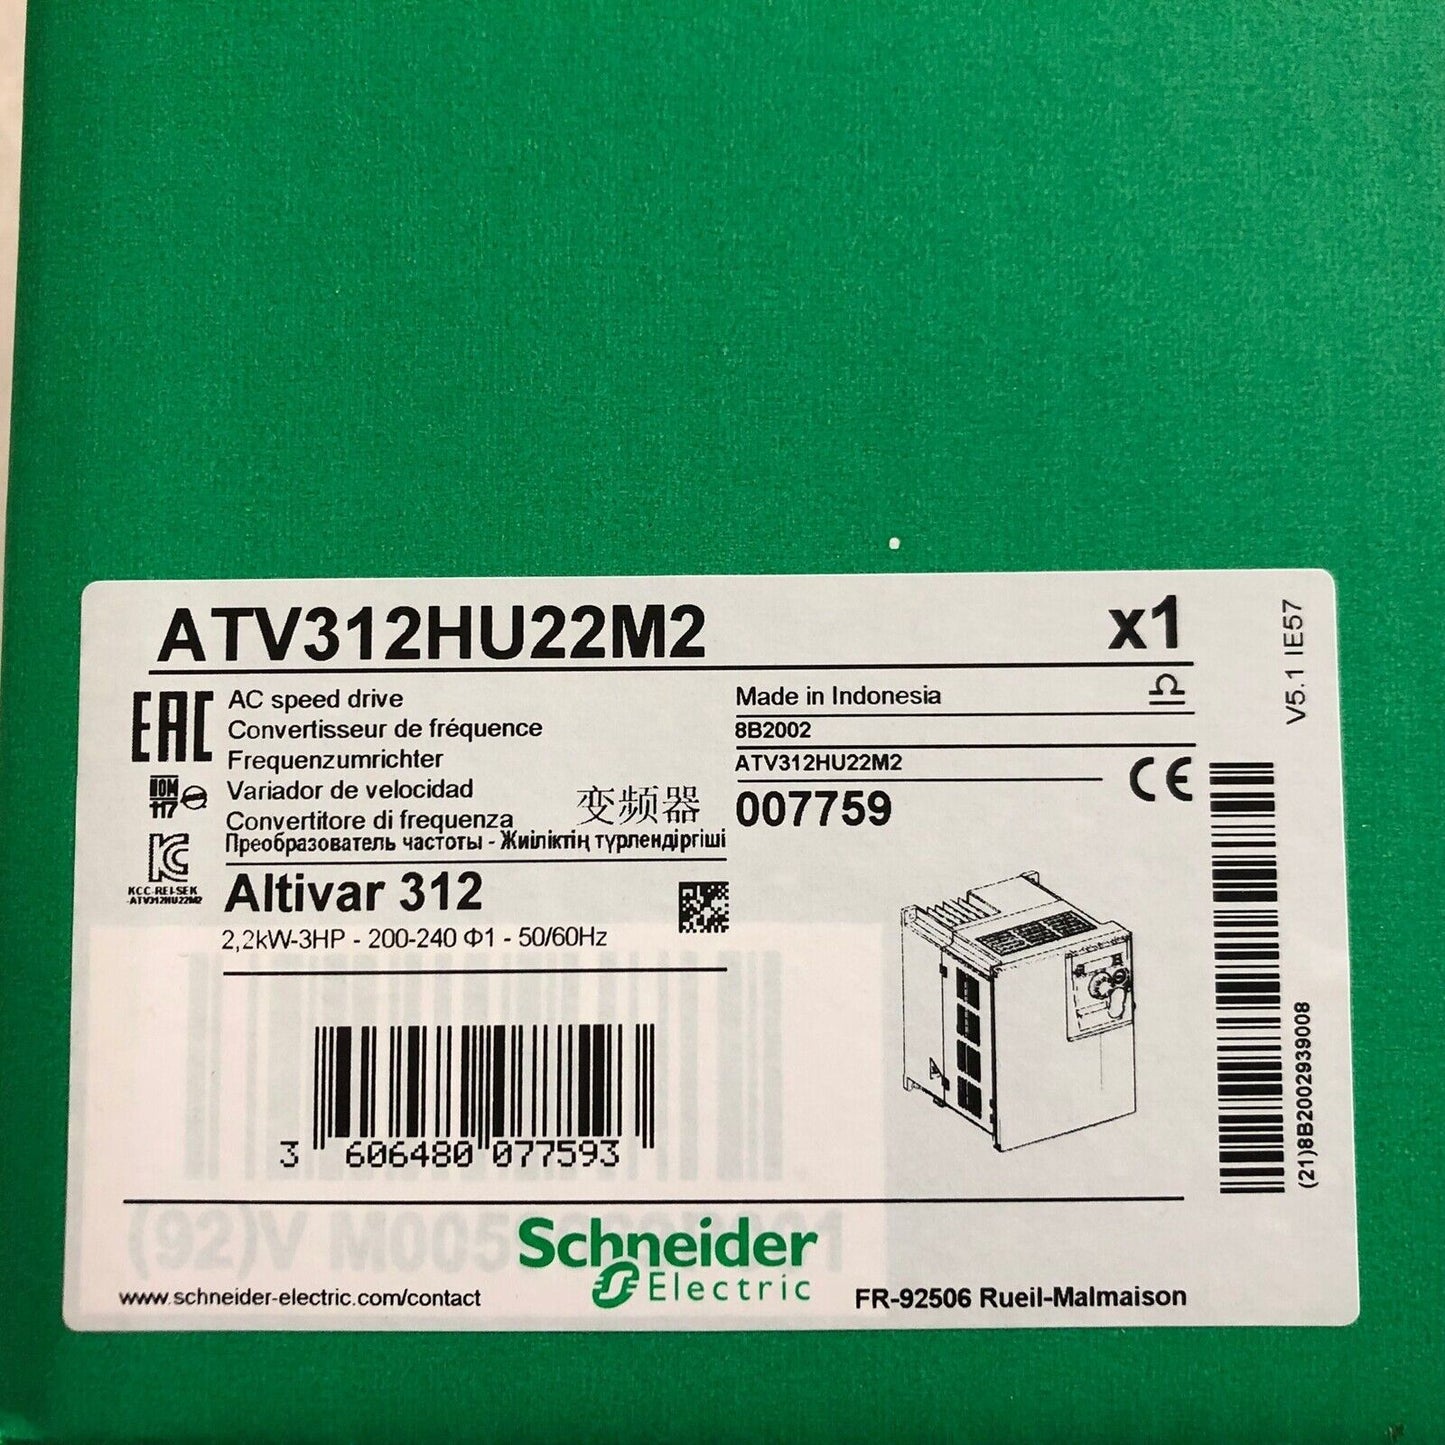 ATV312HU22M2
x1
V5.1 IE57
EAC
AC speed drive
Convertisseur de fréquence
Frequenzumrichter
Variador de velocidad
Convertitore di frequenza
变频器
Преобразователь частоты - Жиіліктің түрлендіргіші
NOM
117
KC
KCC-REI-SEK
-ATV312HU22M2
Made in Indonesia
8B2002
ATV312HU22M2
007759
CE
Altivar 312
2,2kW-3HP - 200-240 Φ1 - 50/60Hz
3 606480 077593
(21)8B2002939008
Schneider
Electric
www.schneider-electric.com/contact
FR-92506 Rueil-Malmaison